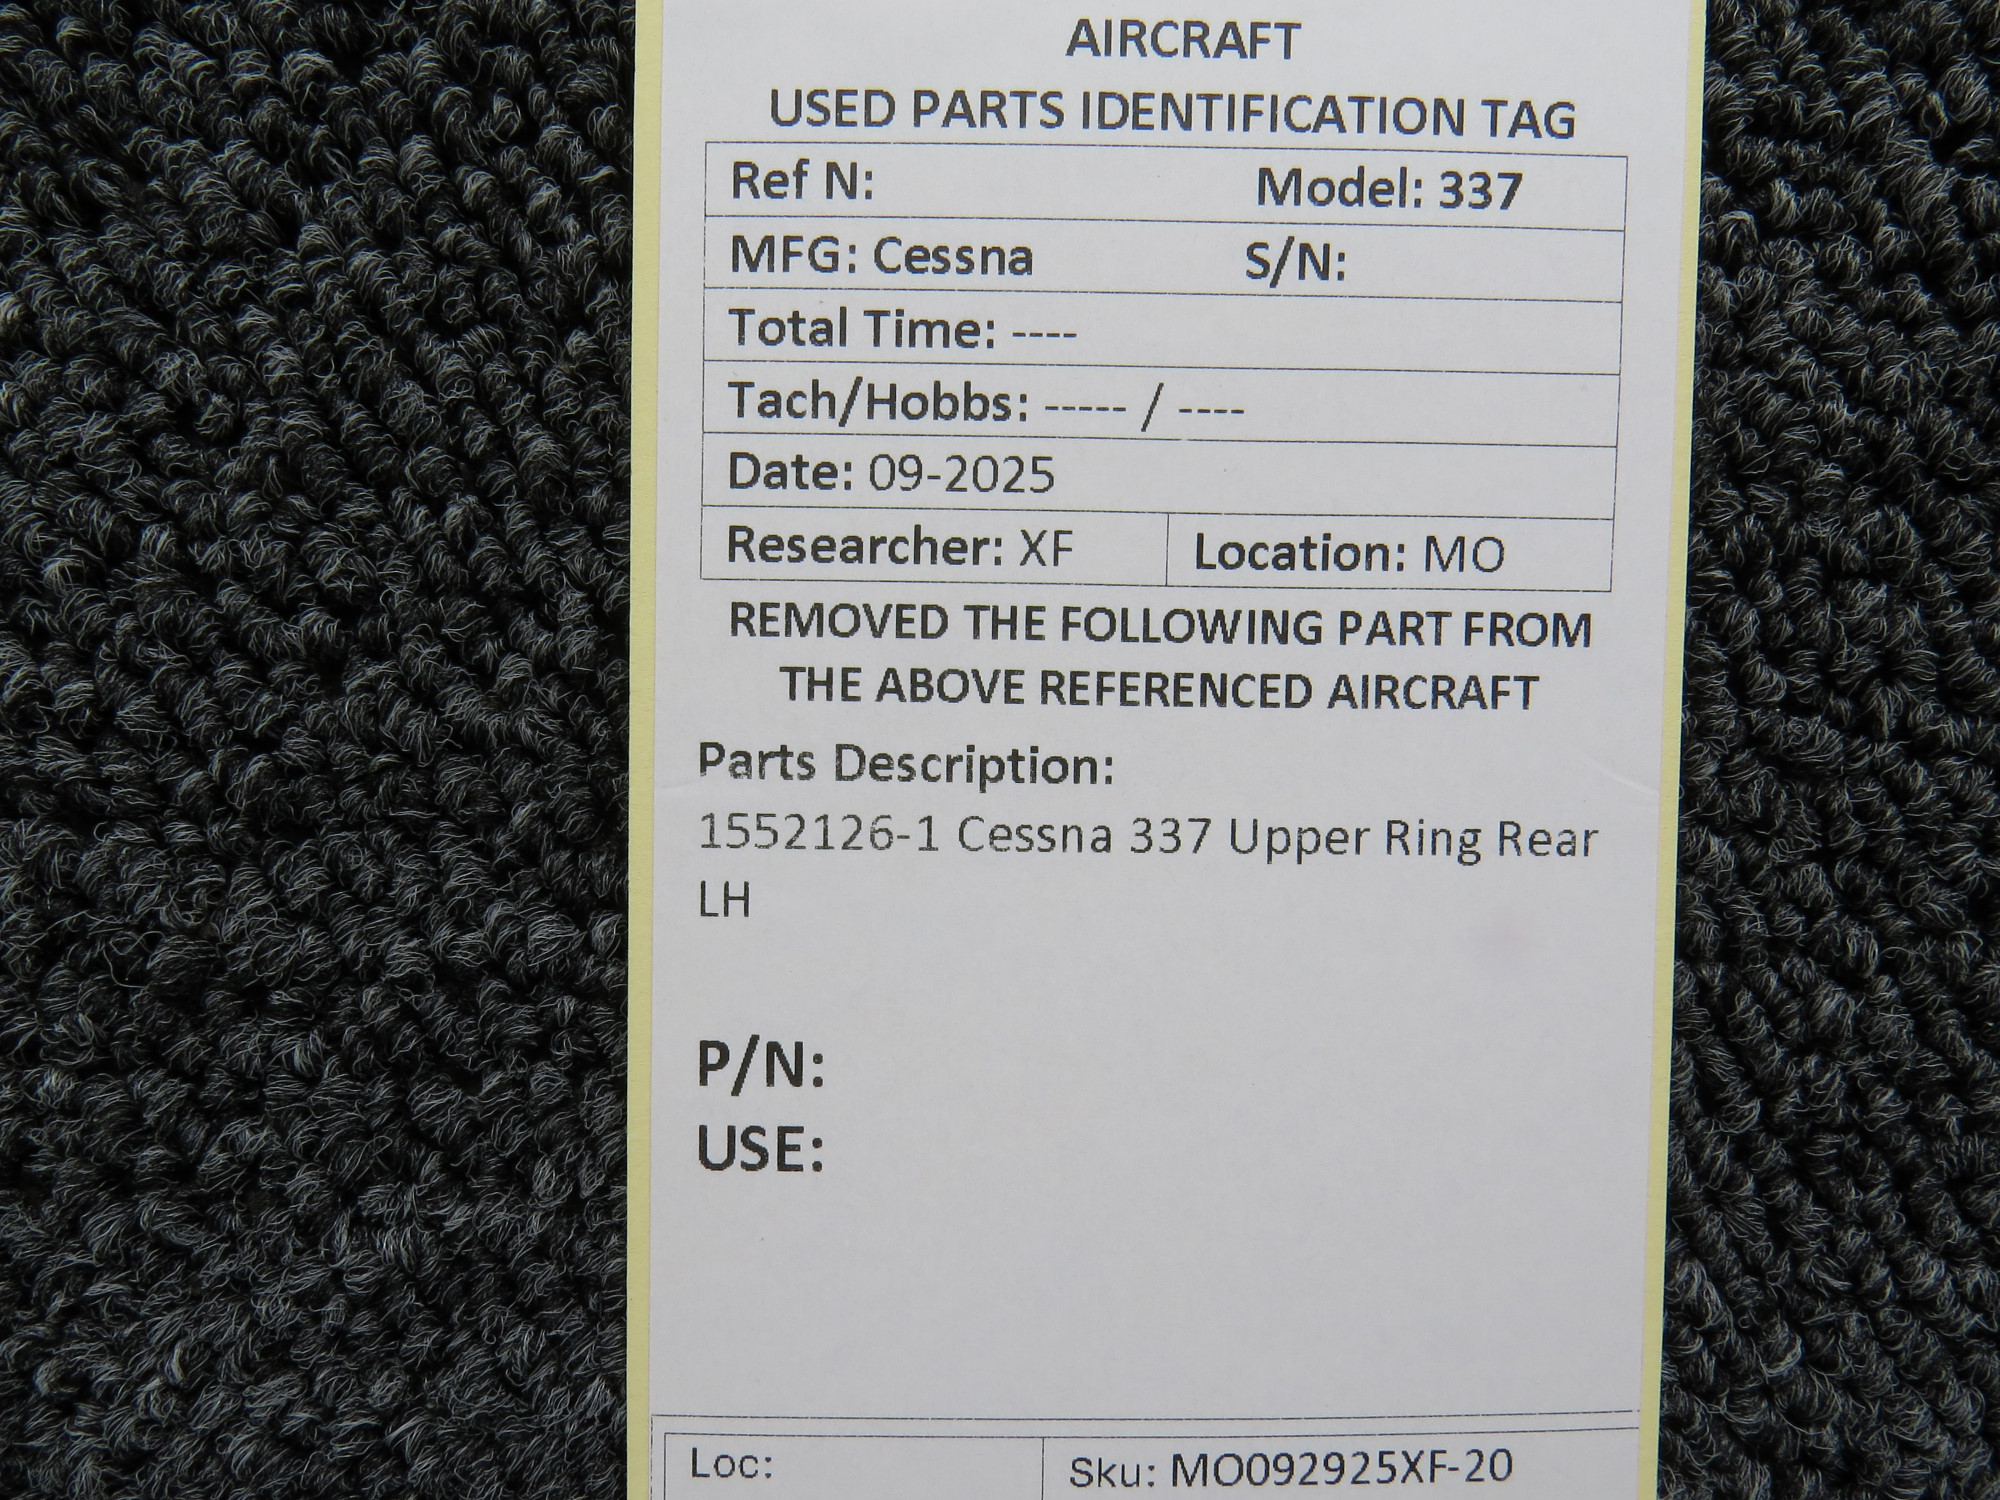 AIRCRAFT
USED PARTS IDENTIFICATION TAG
Ref N: Model: 337
MFG: Cessna S/N:
Total Time: ----
Tach/Hobbs: ----- / ----
Date: 09-2025
Researcher: XF Location: MO
REMOVED THE FOLLOWING PART FROM
THE ABOVE REFERENCED AIRCRAFT
Parts Description:
1552126-1 Cessna 337 Upper Ring Rear
LH
P/N:
USE:
Loc: Sku: MO092925XF-20